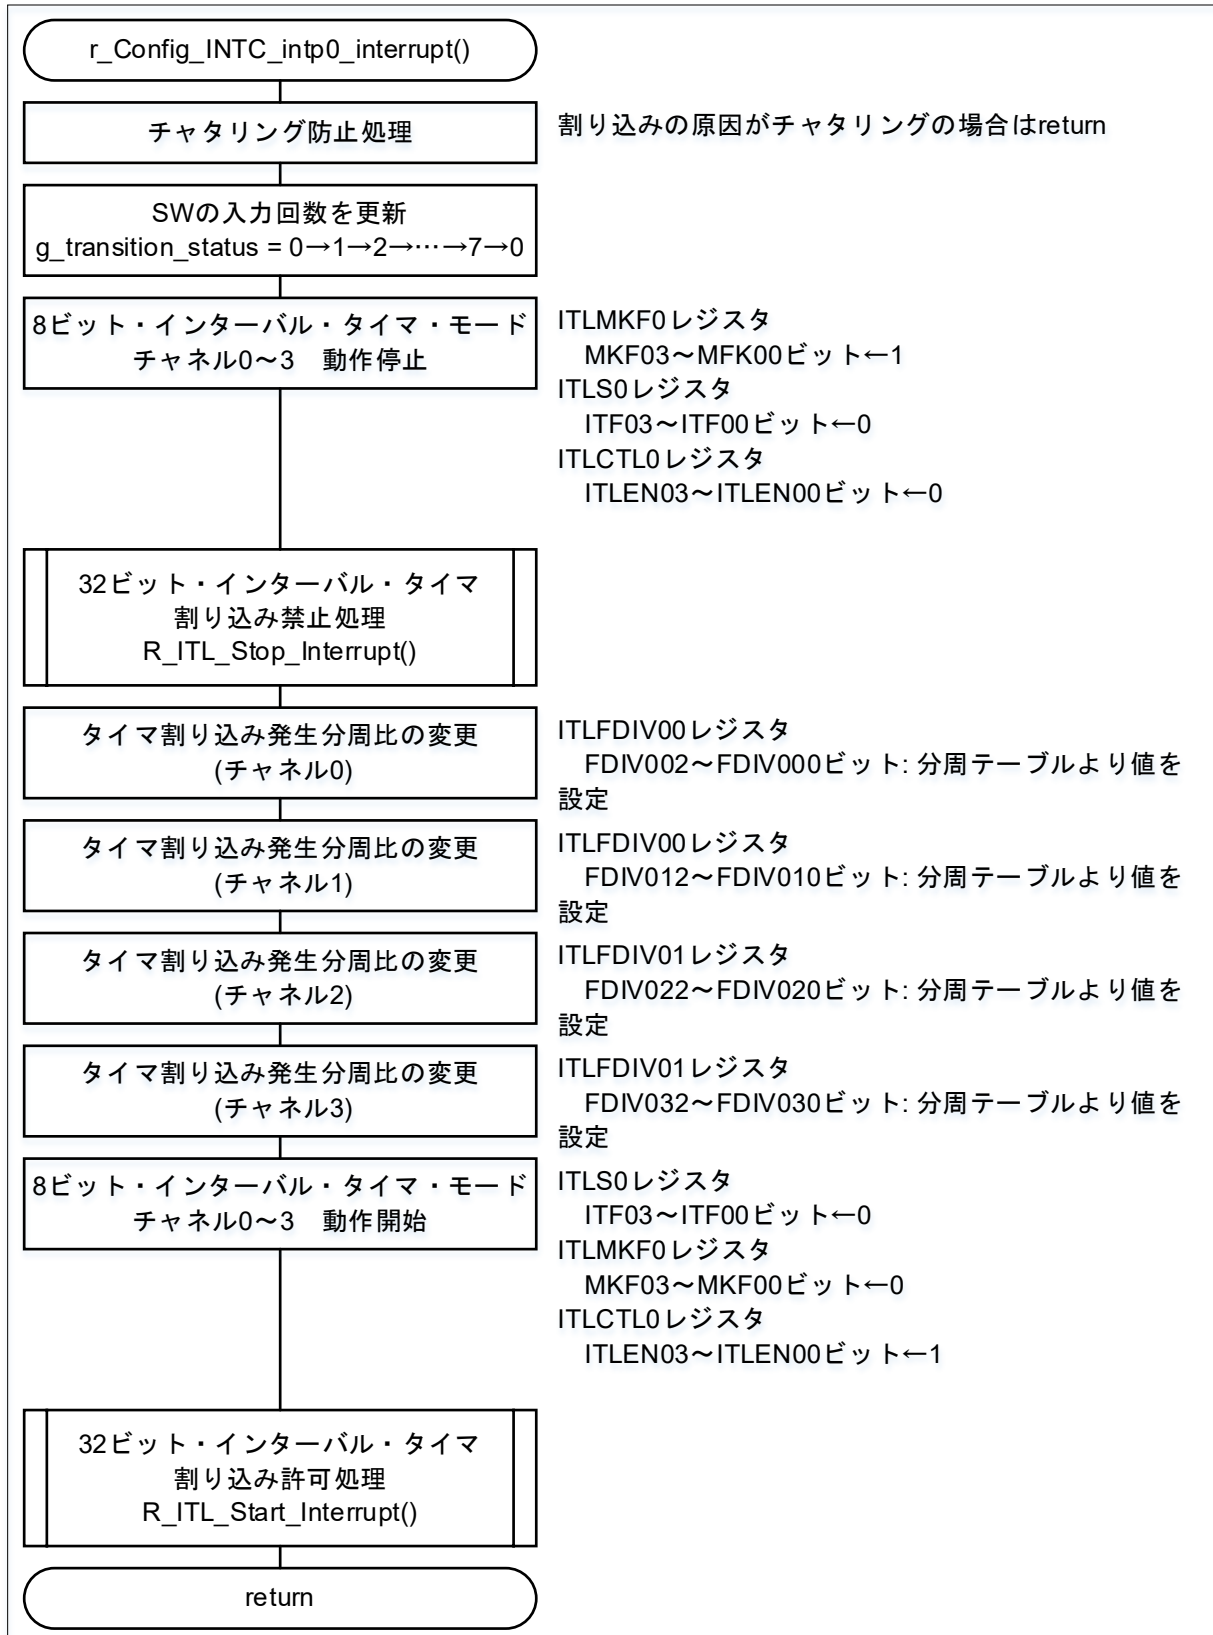 r_Config_INTC_intp0_interrupt()
チャタリング防止処理
割り込みの原因がチャタリングの場合はreturn
SWの入力回数を更新
g_transition_status = 0→1→2→…→7→0
8ビット・インターバル・タイマ・モード
チャネル0～3　動作停止
ITLMKF0レジスタ
MKF03～MFK00ビット←1
ITLS0レジスタ
ITF03～ITF00ビット←0
ITLCTL0レジスタ
ITLEN03～ITLEN00ビット←0
32ビット・インターバル・タイマ
割り込み禁止処理
R_ITL_Stop_Interrupt()
タイマ割り込み発生分周比の変更
(チャネル0)
ITLFDIV00レジスタ
FDIV002～FDIV000ビット: 分周テーブルより値を
設定
タイマ割り込み発生分周比の変更
(チャネル1)
ITLFDIV00レジスタ
FDIV012～FDIV010ビット: 分周テーブルより値を
設定
タイマ割り込み発生分周比の変更
(チャネル2)
ITLFDIV01レジスタ
FDIV022～FDIV020ビット: 分周テーブルより値を
設定
タイマ割り込み発生分周比の変更
(チャネル3)
ITLFDIV01レジスタ
FDIV032～FDIV030ビット: 分周テーブルより値を
設定
8ビット・インターバル・タイマ・モード
チャネル0～3　動作開始
ITLS0レジスタ
ITF03～ITF00ビット←0
ITLMKF0レジスタ
MKF03～MKF00ビット←0
ITLCTL0レジスタ
ITLEN03～ITLEN00ビット←1
32ビット・インターバル・タイマ
割り込み許可処理
R_ITL_Start_Interrupt()
return